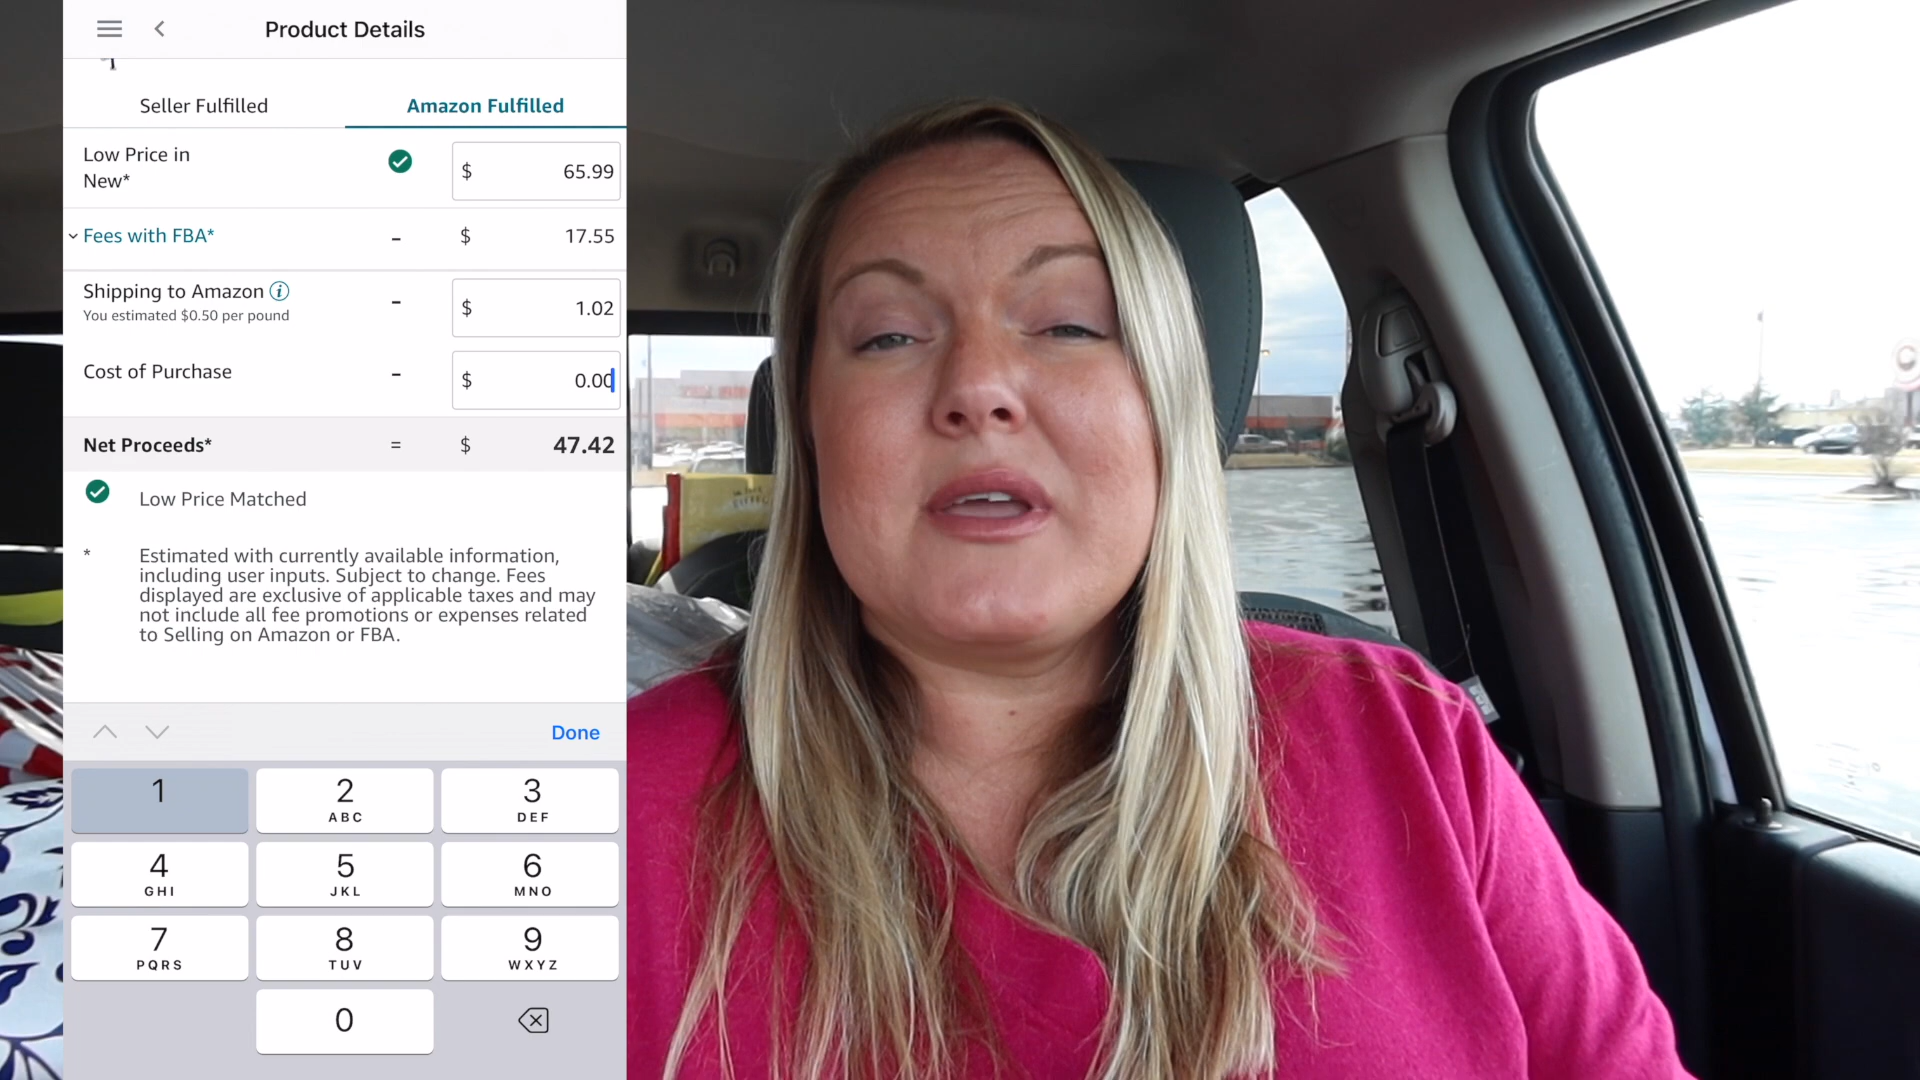 Product Details
Seller Fulfilled
Amazon Fulfilled
Low Price in
New*
$ 65.99
Fees with FBA* - $ 17.55
Shipping to Amazon i
You estimated $0.50 per pound
- $ 1.02
Cost of Purchase - $ 0.00
Net Proceeds* = $ 47.42
Low Price Matched
* Estimated with currently available information,
including user inputs. Subject to change. Fees
displayed are exclusive of applicable taxes and may
not include all fee promotions or expenses related
to Selling on Amazon or FBA.
Done
1
2
ABC
3
DEF
4
GHI
5
JKL
6
MNO
7
PQRS
8
TUV
9
WXYZ
0